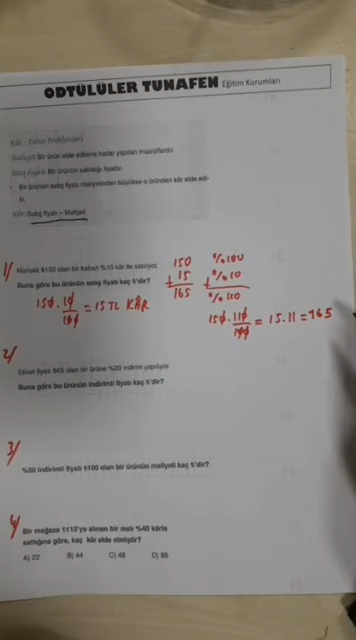 ODTÜLÜLER TUNAFEN Eğitim Kurumları
Kâr - Zarar Problemleri
Maliyet: Bir ürün elde edilene kadar yapılan masraflardır.
Satış Fiyatı: Bir ürünün satıldığı fiyattır.
• Bir ürünün satış fiyatı maliyetinden büyükse o üründen kâr elde edi-
lir.
Kâr: Satış fiyatı – Maliyet
1/ Maliyeti ₺150 olan bir kaban %10 kâr ile satılıyor.
Buna göre bu ürünün satış fiyatı kaç ₺'dir?
150 . 10/100 = 15 TL KÂR
150 %100
+ 15 + %10
165 %110
150 . 110/100 = 15.11 = 165
2/
Etiket fiyatı olan bir ürüne %20 indirim yapılıyor.
Buna göre bu ürünün indirimli fiyatı kaç ₺'dir?
3/
%50 indirimli fiyatı ₺100 olan bir ürünün maliyeti kaç ₺'dir?
4/ Bir mağaza ₺110'ya alınan bir malı %40 kârla
sattığına göre, kaç kâr elde etmiştir?
A) 22 B) 44 C) 48 D) 88